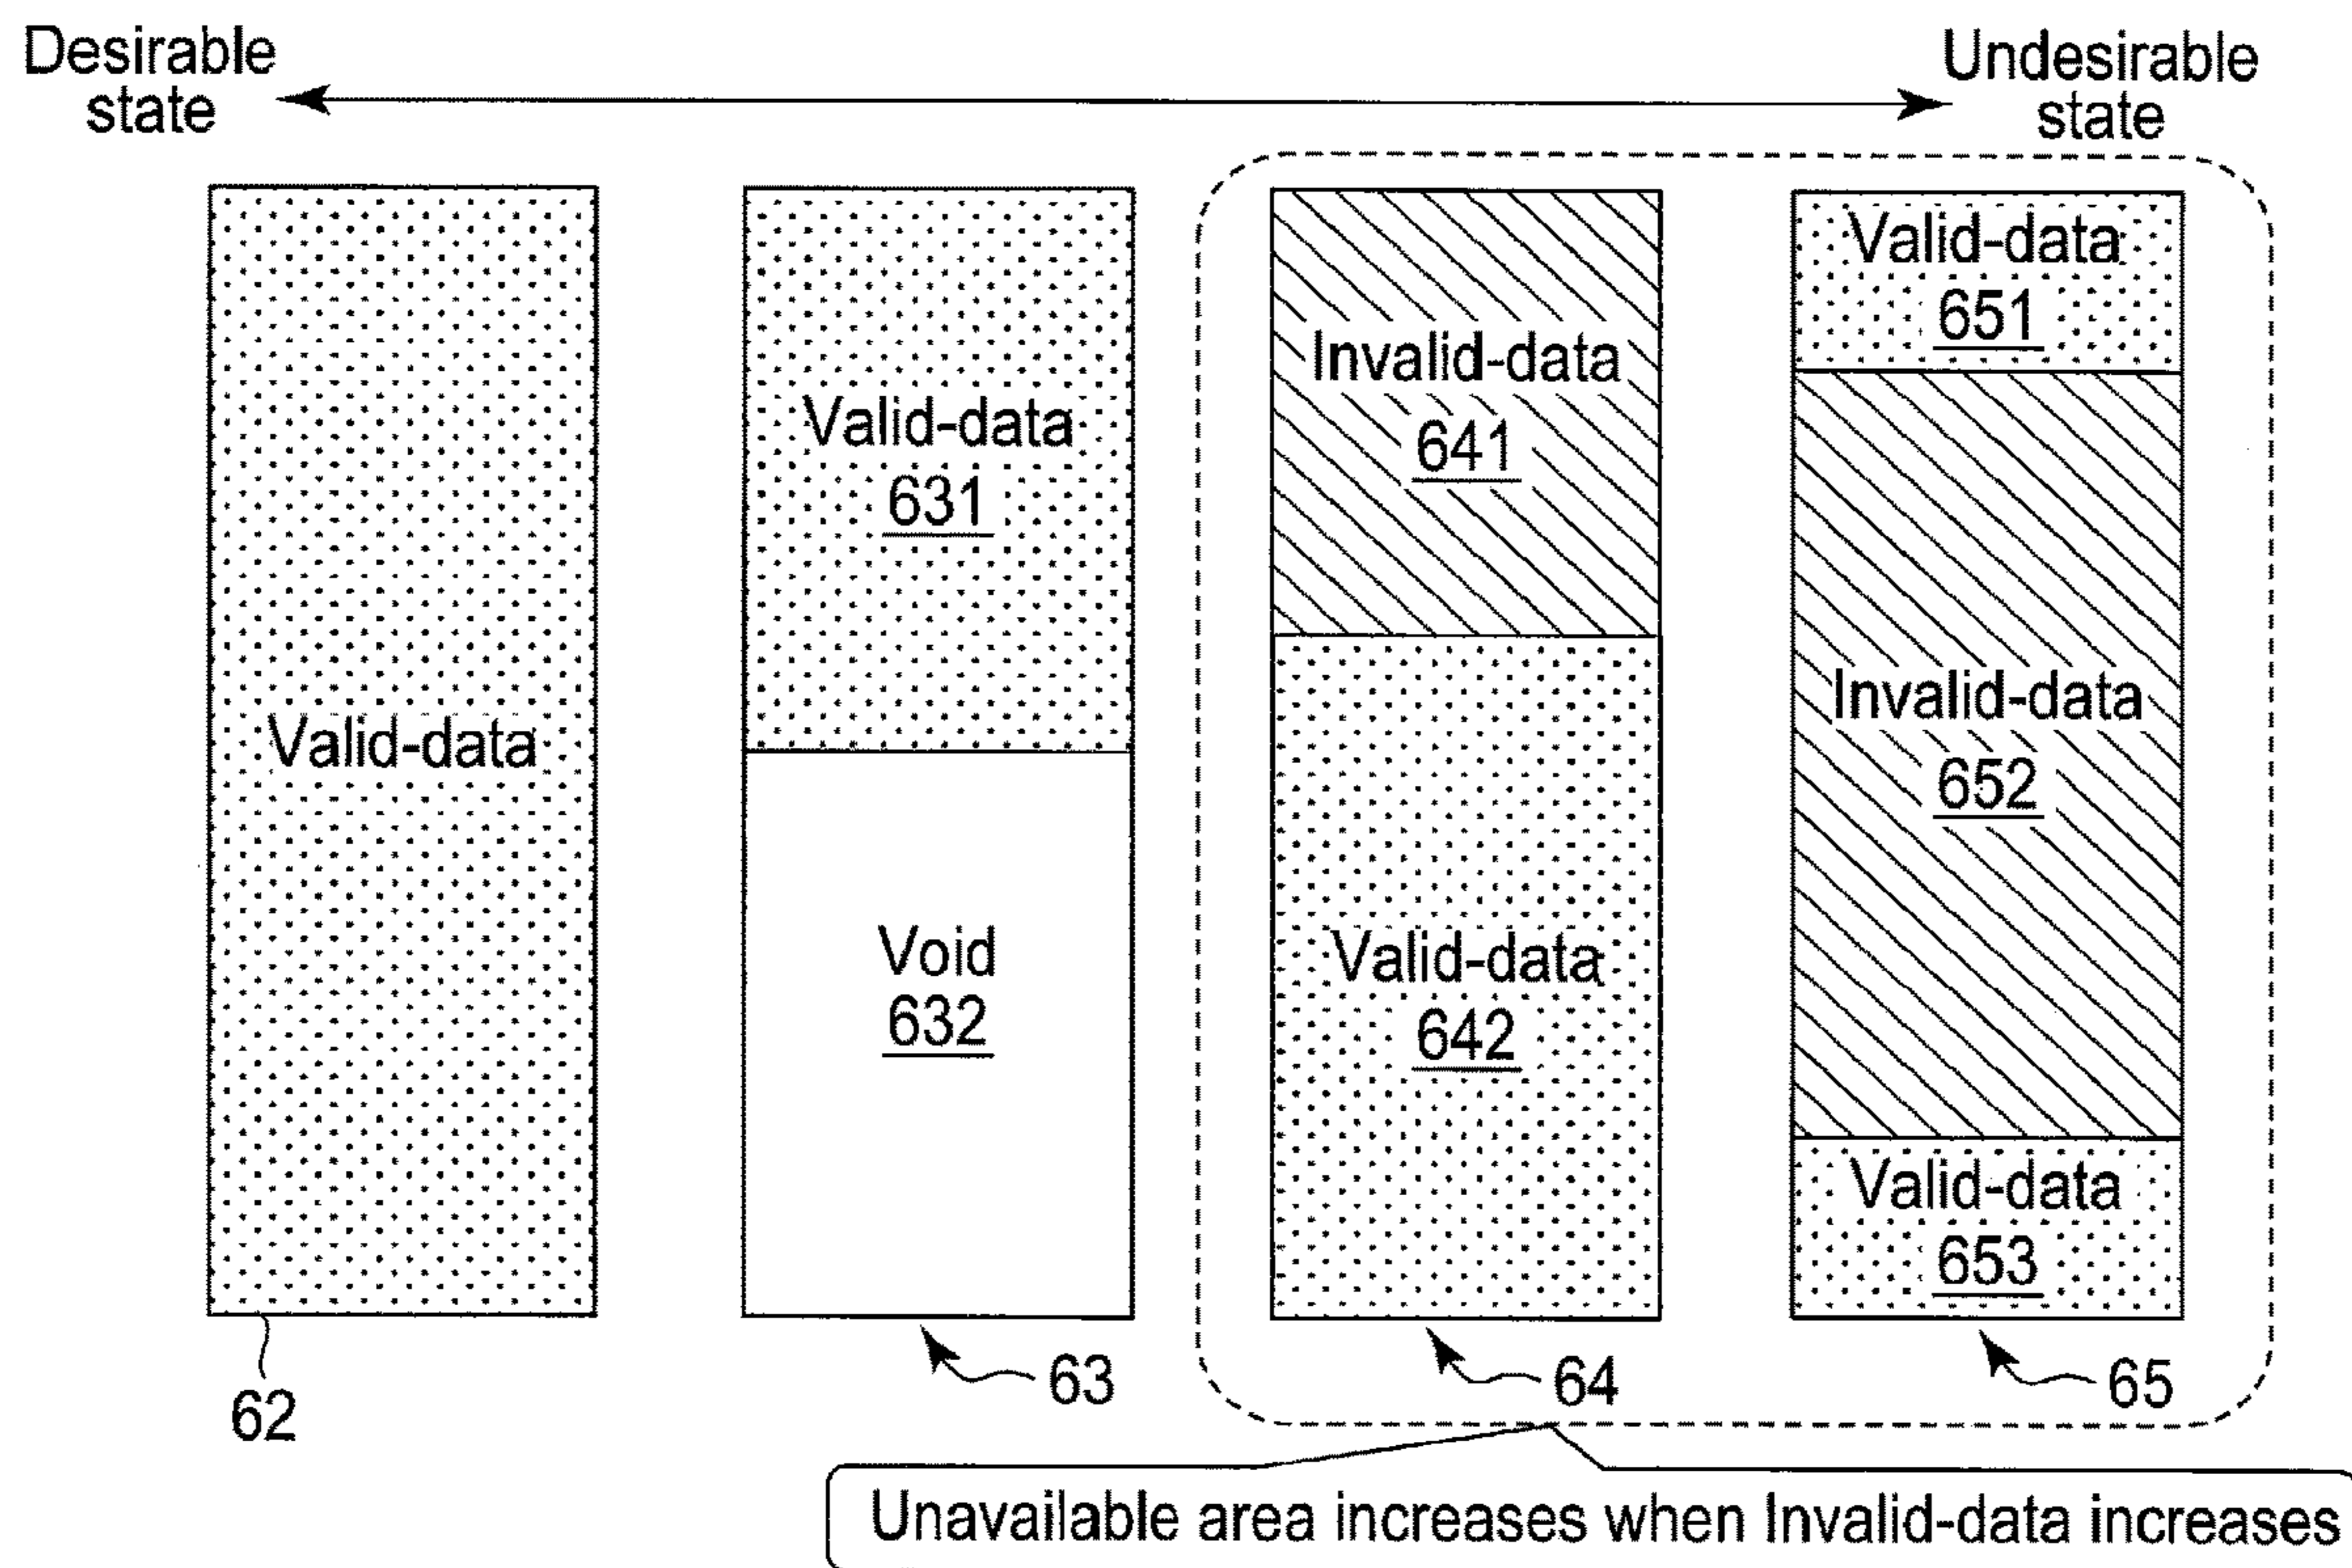 Desirable
state
Undesirable
state
Valid-data
62
Valid-data
631
Void
632
63
Invalid-data
641
Valid-data
642
64
Valid-data
651
Invalid-data
652
Valid-data
653
65
Unavailable area increases when Invalid-data increases